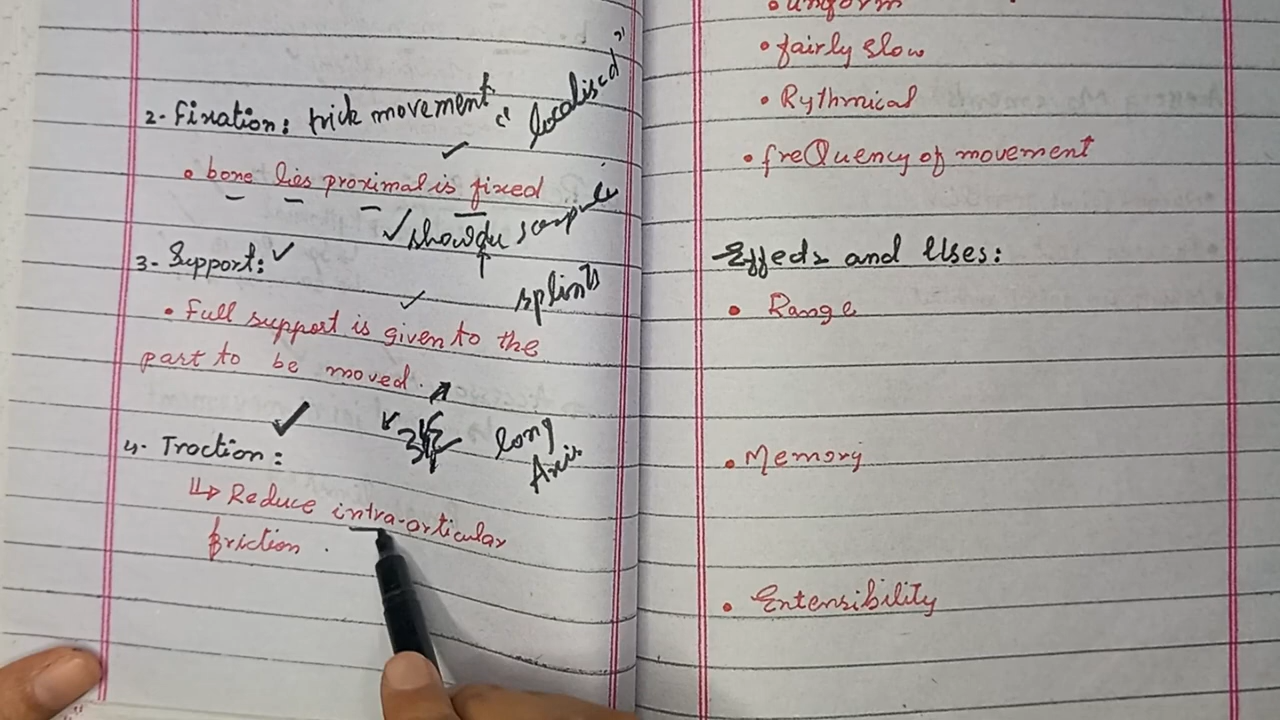 2- Fixation: trick movement "localised"
• bone lies proximal is fixed
3- Support:
splints
• Full support is given to the
part to be moved.
long
Axis
4- Traction:
Reduce intra-articular
friction.
• fairly slow
• Rythmical
• freQuency of movement
Effects and Uses:
• Range
• Memory
• Extensibility